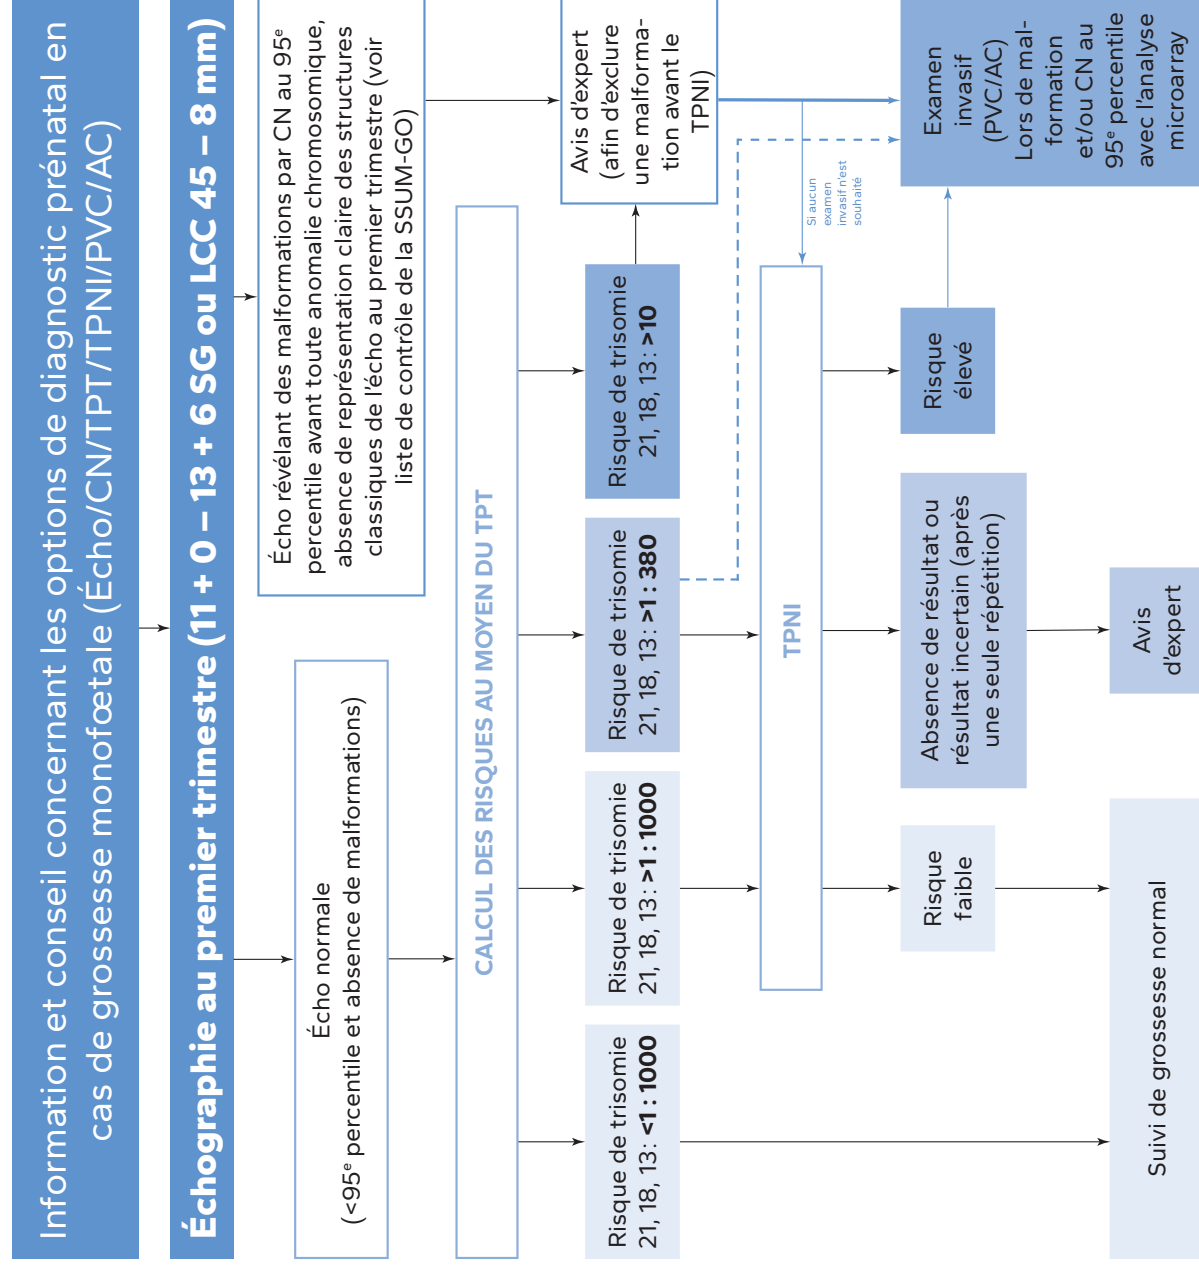 Information et conseil concernant les options de diagnostic prénatal en
cas de grossesse monofœtale (Écho/CN/TPT/TPNI/PVC/AC)
Échographie au premier trimestre (11 + 0 – 13 + 6 SG ou LCC 45 – 8 mm)
Écho normale
(<95e percentile et absence de malformations)
Écho révélant des malformations par CN au 95e
percentile avant toute anomalie chromosomique,
absence de représentation claire des structures
classiques de l'écho au premier trimestre (voir
liste de contrôle de la SSUM-GO)
CALCUL DES RISQUES AU MOYEN DU TPT
Risque de trisomie
21, 18, 13: <1 : 1000
Risque de trisomie
21, 18, 13: >1 : 1000
Risque de trisomie
21, 18, 13: >1 : 380
Risque de trisomie
21, 18, 13: >10
Avis d'expert
(afin d'exclure
une malforma-
tion avant le
TPNI)
TPNI
Si aucun
examen
invasif n'est
souhaité
Risque
faible
Absence de résultat ou
résultat incertain (après
une seule répétition)
Risque
élevé
Examen
invasif
(PVC/AC)
Lors de mal-
formation
et/ou CN au
95e percentile
avec l'analyse
microarray
Suivi de grossesse normal
Avis
d'expert